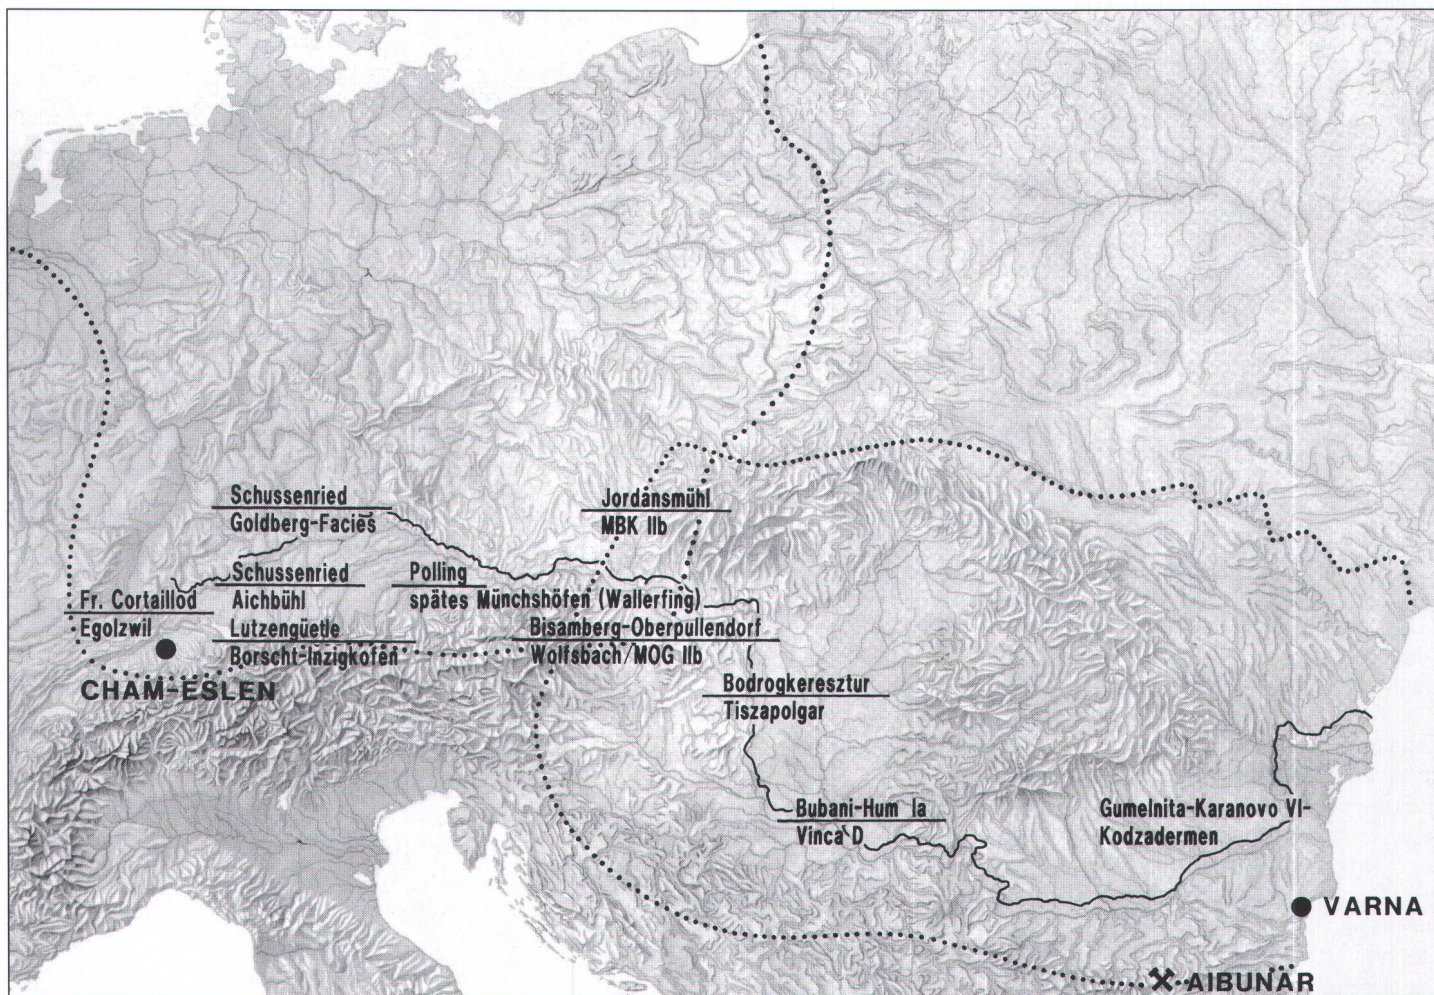 Schussenried
Goldberg-Facies
Jordansmühl
MBK IIb
Schussenried
Aichbühl
Polling
spätes Münchshöfen (Wallerfing)
Fr. Cortaillod
Egolzwil
Lutzengüetle
Borscht-Inzigkofen
Bisamberg-Oberpullendorf
Wolfsbach/MOG IIb
CHAM-ESLEN
Bodrogkeresztur
Tiszapolgar
Bubani-Hum Ia
Vinca D
Gumelnita-Karanovo VI-
Kodzadermen
VARNA
AIBUNAR